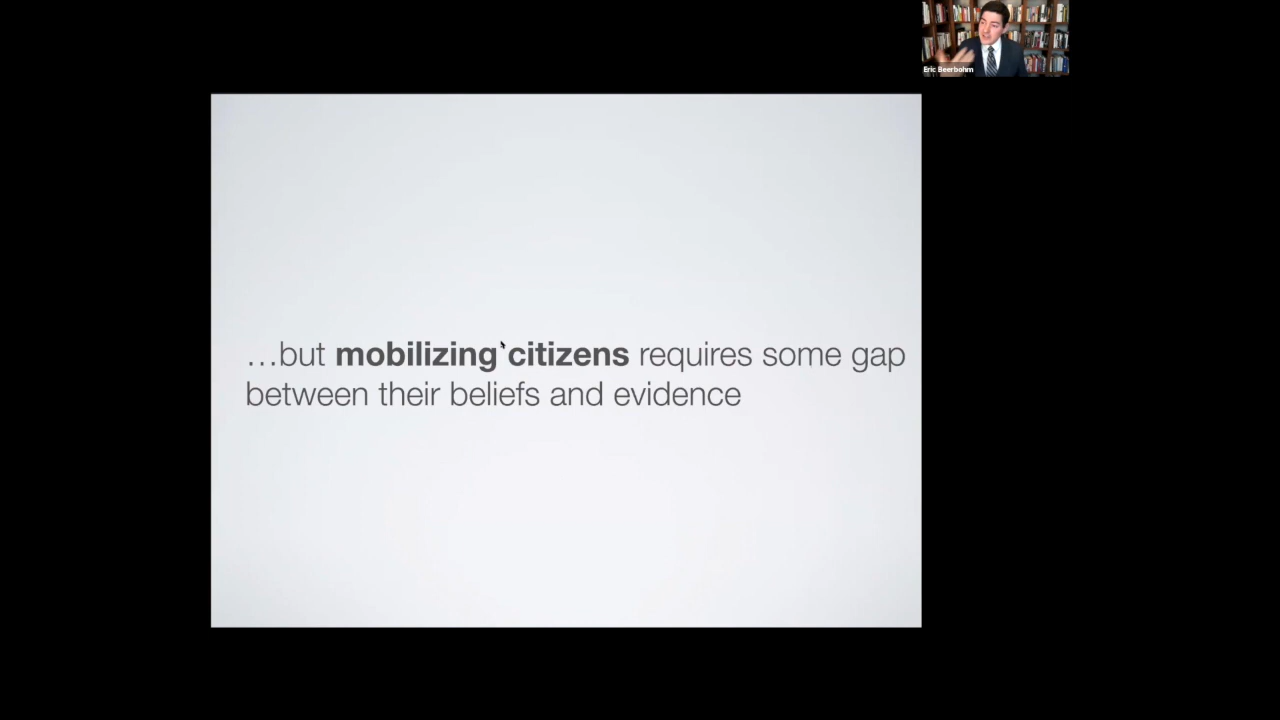 Eric Beerbohm
…but mobilizing citizens requires some gap
between their beliefs and evidence